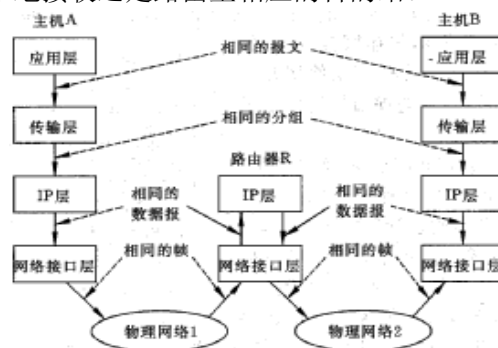 主机A 主机B
应用层 相同的报文 应用层
传输层 相同的分组 传输层
路由器R
IP层 相同的数据报 IP层 相同的数据报 IP层
网络接口层 相同的帧 网络接口层 相同的帧 网络接口层
物理网络1 物理网络2